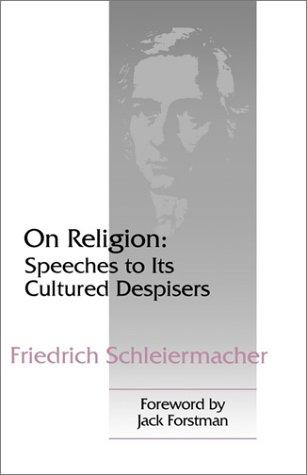 On Religion:
Speeches to Its
Cultured Despisers
Friedrich Schleiermacher
Foreword by
Jack Forstman